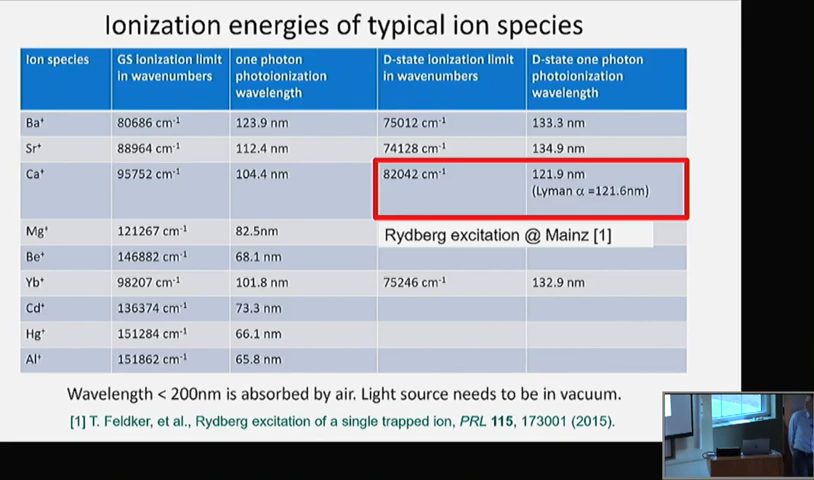 Ionization energies of typical ion species
Ion species
GS ionization limit
in wavenumbers
one photon
photoionization
wavelength
D-state ionization limit
in wavenumbers
D-state one photon
photoionization
wavelength
Ba⁺ 80686 cm⁻¹ 123.9 nm 75012 cm⁻¹ 133.3 nm
Sr⁺ 88964 cm⁻¹ 112.4 nm 74128 cm⁻¹ 134.9 nm
Ca⁺ 95752 cm⁻¹ 104.4 nm 82042 cm⁻¹ 121.9 nm
(Lyman α =121.6nm)
Mg⁺ 121267 cm⁻¹ 82.5nm
Rydberg excitation @ Mainz [1]
Be⁺ 146882 cm⁻¹ 68.1 nm
Yb⁺ 98207 cm⁻¹ 101.8 nm 75246 cm⁻¹ 132.9 nm
Cd⁺ 136374 cm⁻¹ 73.3 nm
Hg⁺ 151284 cm⁻¹ 66.1 nm
Al⁺ 151862 cm⁻¹ 65.8 nm
Wavelength < 200nm is absorbed by air. Light source needs to be in vacuum.
[1] T. Feldker, et al., Rydberg excitation of a single trapped ion, PRL 115, 173001 (2015).